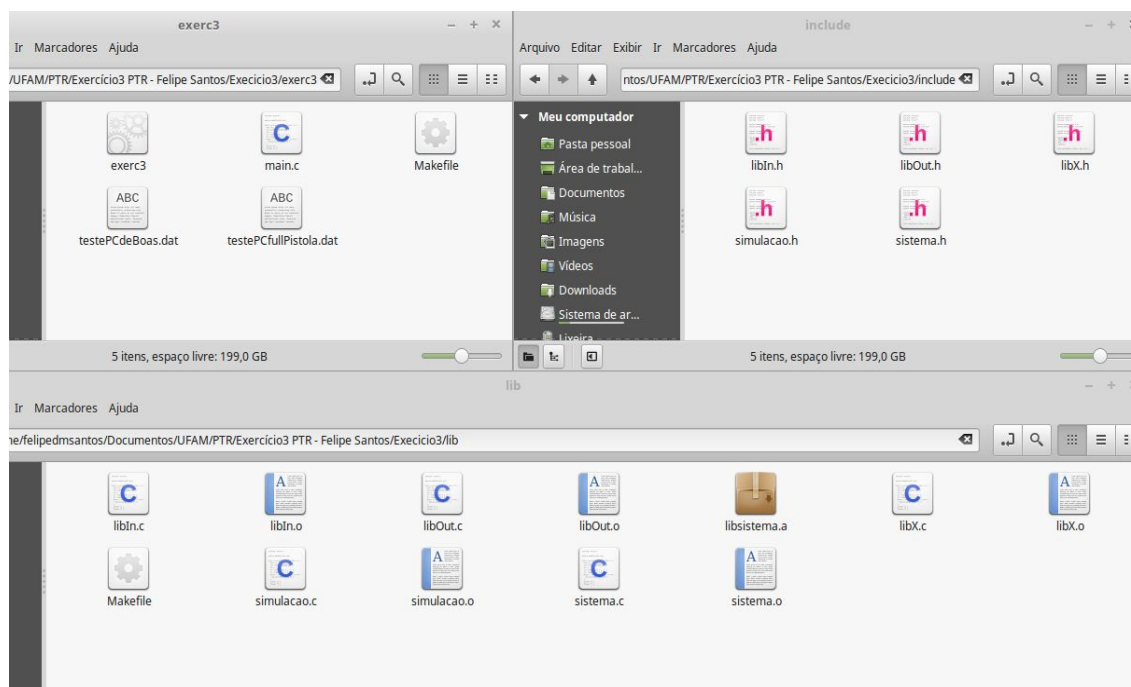 exerc3
Ir Marcadores Ajuda
/UFAM/PTR/Exercício3 PTR - Felipe Santos/Execicio3/exerc3
exerc3
main.c
Makefile
ABC
ABC
testePCdeBoas.dat
testePCfullPistola.dat
5 itens, espaço livre: 199,0 GB
include
Arquivo Editar Exibir Ir Marcadores Ajuda
ntos/UFAM/PTR/Exercício3 PTR - Felipe Santos/Execicio3/include
Meu computador
Pasta pessoal
Área de trabal...
Documentos
Música
Imagens
Vídeos
Downloads
Sistema de ar...
Lixeira
.h
.h
.h
libIn.h
libOut.h
libX.h
.h
.h
simulacao.h
sistema.h
5 itens, espaço livre: 199,0 GB
lib
Ir Marcadores Ajuda
ne/felipedmsantos/Documentos/UFAM/PTR/Exercício3 PTR - Felipe Santos/Execicio3/lib
C
A
C
A
C
A
libIn.c
libIn.o
libOut.c
libOut.o
libsistema.a
libX.c
libX.o
C
A
C
A
Makefile
simulacao.c
simulacao.o
sistema.c
sistema.o